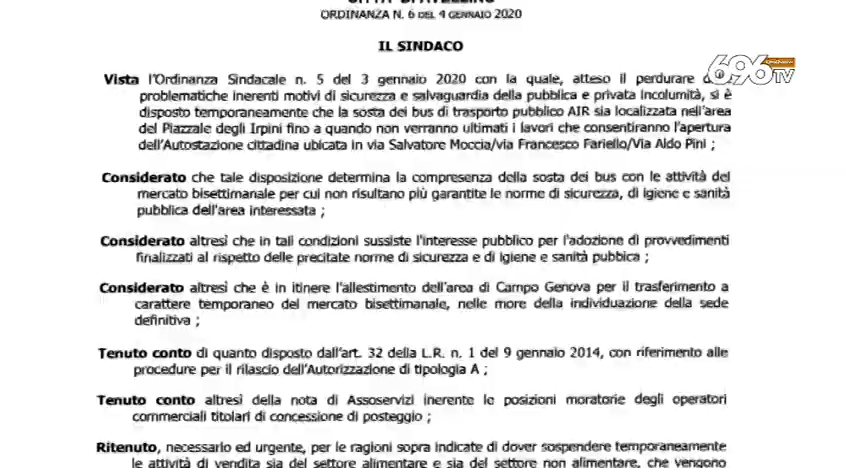 CITTA' DI AVELLINO
ORDINANZA N. 6 DEL 4 GENNAIO 2020
IL SINDACO
696 TV
Vista l'Ordinanza Sindacale n. 5 del 3 gennaio 2020 con la quale, atteso il perdurare
problematiche inerenti motivi di sicurezza e salvaguardia della pubblica e privata incolumità, si è
disposto temporaneamente che la sosta dei bus di trasporto pubblico AIR sia localizzata nell'area
del Piazzale degli Irpini fino a quando non verranno ultimati i lavori che consentiranno l'apertura
dell'Autostazione cittadina ubicata in via Salvatore Moccia/via Francesco Fariello/Via Aldo Pini ;
Considerato che tale disposizione determina la compresenza della sosta dei bus con le attività del
mercato bisettimanale per cui non risultano più garantite le norme di sicurezza, di igiene e sanità
pubblica dell'area interessata ;
Considerato altresì che in tali condizioni sussiste l'interesse pubblico per l'adozione di provvedimenti
finalizzati al rispetto delle precitate norme di sicurezza e di igiene e sanità pubbica ;
Considerato altresì che è in itinere l'allestimento dell'area di Campo Genova per il trasferimento a
carattere temporaneo del mercato bisettimanale, nelle more della individuazione della sede
definitiva ;
Tenuto conto di quanto disposto dall'art. 32 della L.R. n. 1 del 9 gennaio 2014, con riferimento alle
procedure per il rilascio dell'Autorizzazione di tipologia A ;
Tenuto conto altresì della nota di Assoservizi inerente le posizioni moratorie degli operatori
commerciali titolari di concessione di posteggio ;
Ritenuto, necessario ed urgente, per le ragioni sopra indicate di dover sospendere temporaneamente
le attività di vendita sia del settore alimentare e sia del settore non alimentare, che vengono